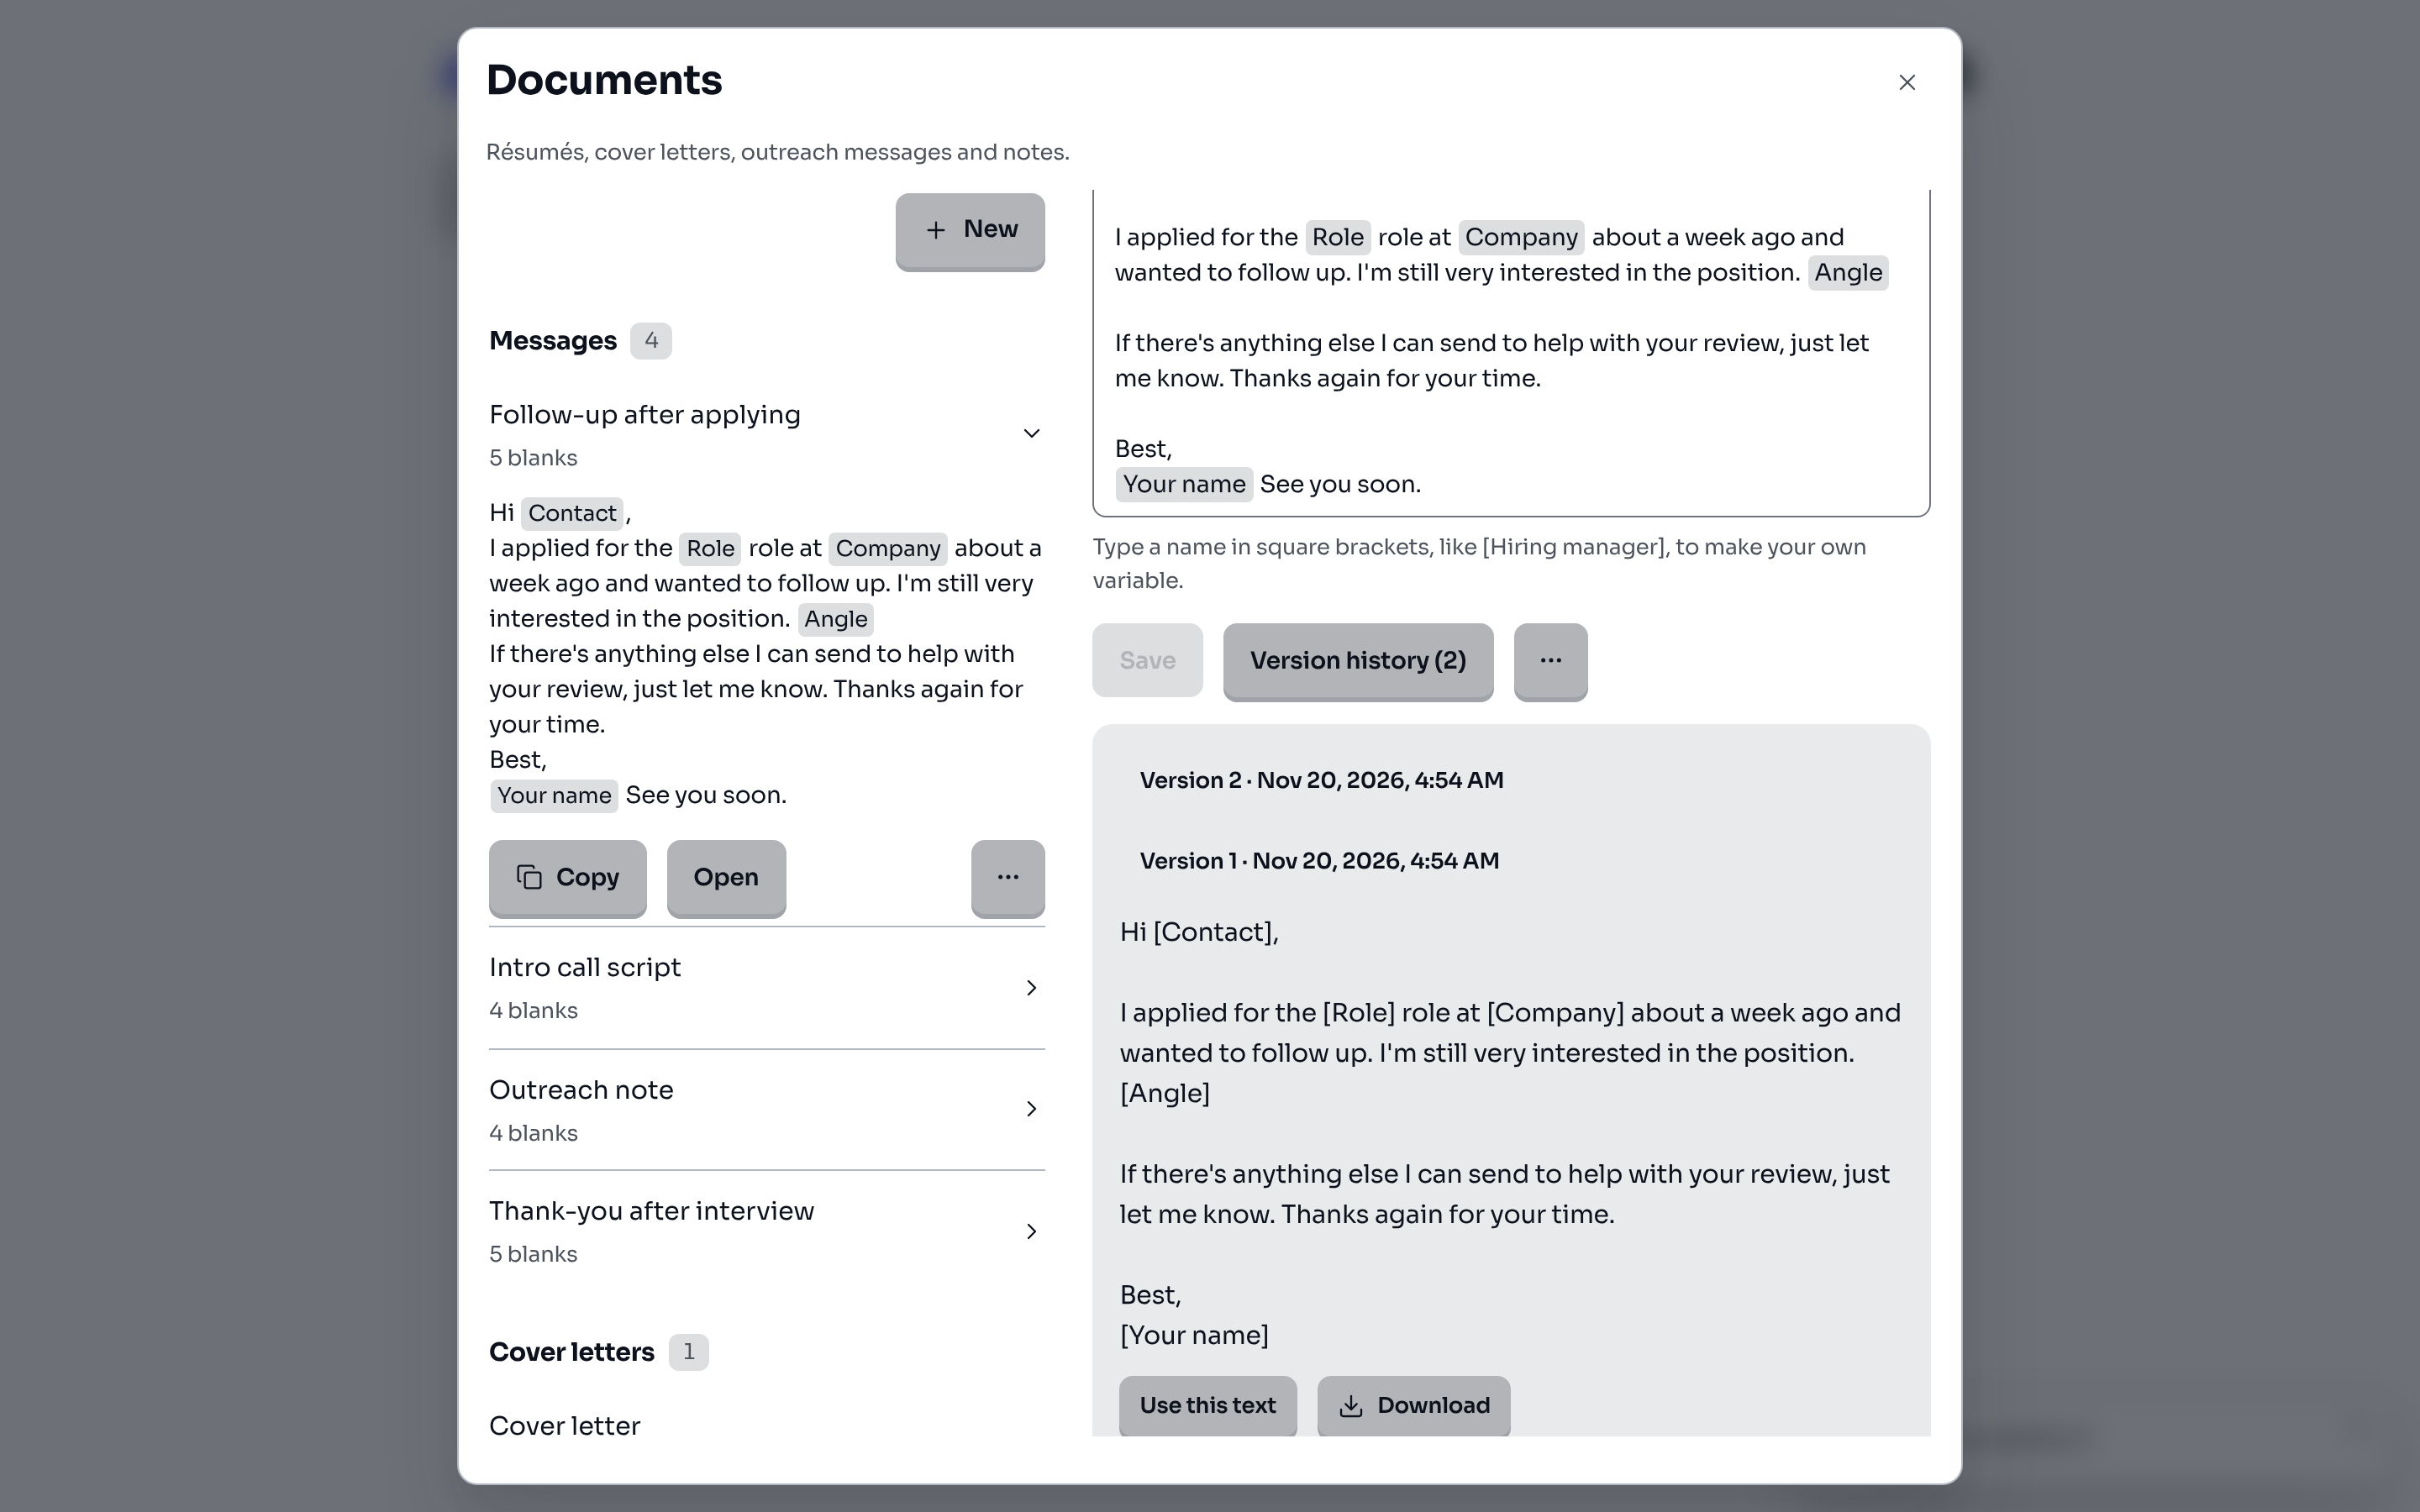 Documents
Résumés, cover letters, outreach messages and notes.
New
Messages 4
Follow-up after applying
5 blanks
Hi Contact,
I applied for the Role role at Company about a
week ago and wanted to follow up. I'm still very
interested in the position. Angle
If there's anything else I can send to help with
your review, just let me know. Thanks again for
your time.
Best,
Your name See you soon.
Copy Open ...
Intro call script
4 blanks
Outreach note
4 blanks
Thank-you after interview
5 blanks
Cover letters 1
Cover letter
I applied for the Role role at Company about a week ago and
wanted to follow up. I'm still very interested in the position. Angle
If there's anything else I can send to help with your review, just let
me know. Thanks again for your time.
Best,
Your name See you soon.
Type a name in square brackets, like [Hiring manager], to make your own
variable.
Save Version history (2) ...
Version 2 · Nov 20, 2026, 4:54 AM
Version 1 · Nov 20, 2026, 4:54 AM
Hi [Contact],
I applied for the [Role] role at [Company] about a week ago and
wanted to follow up. I'm still very interested in the position.
[Angle]
If there's anything else I can send to help with your review, just
let me know. Thanks again for your time.
Best,
[Your name]
Use this text Download